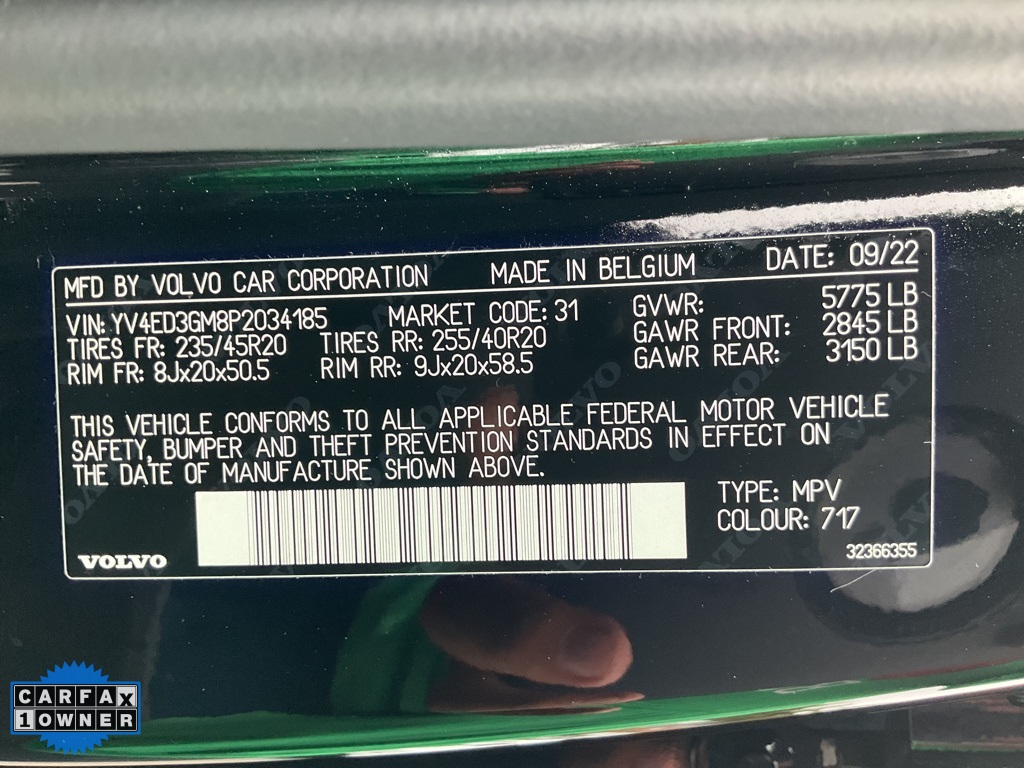 MFD BY VOLVO CAR CORPORATION MADE IN BELGIUM DATE: 09/22
VIN: YV4ED3GM8P2034185 MARKET CODE: 31 GVWR: 5775 LB
TIRES FR: 235/45R20 TIRES RR: 255/40R20 GAWR FRONT: 2845 LB
RIM FR: 8Jx20x50.5 RIM RR: 9Jx20x58.5 GAWR REAR: 3150 LB
THIS VEHICLE CONFORMS TO ALL APPLICABLE FEDERAL MOTOR VEHICLE
SAFETY, BUMPER AND THEFT PREVENTION STANDARDS IN EFFECT ON
THE DATE OF MANUFACTURE SHOWN ABOVE.
TYPE: MPV
COLOUR: 717
VOLVO 32366355
CARFAX
1 OWNER